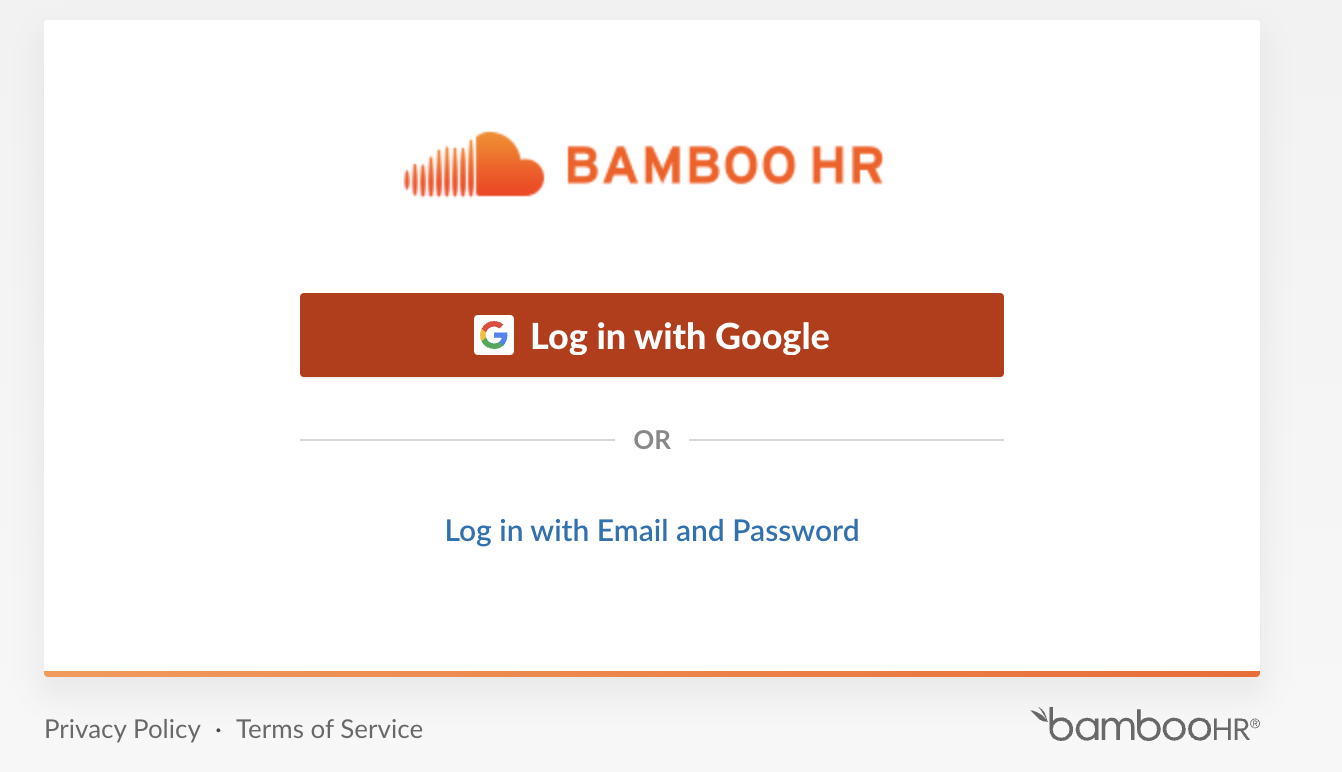 BAMBOO HR
Log in with Google
OR
Log in with Email and Password
Privacy Policy · Terms of Service
bambooHR®